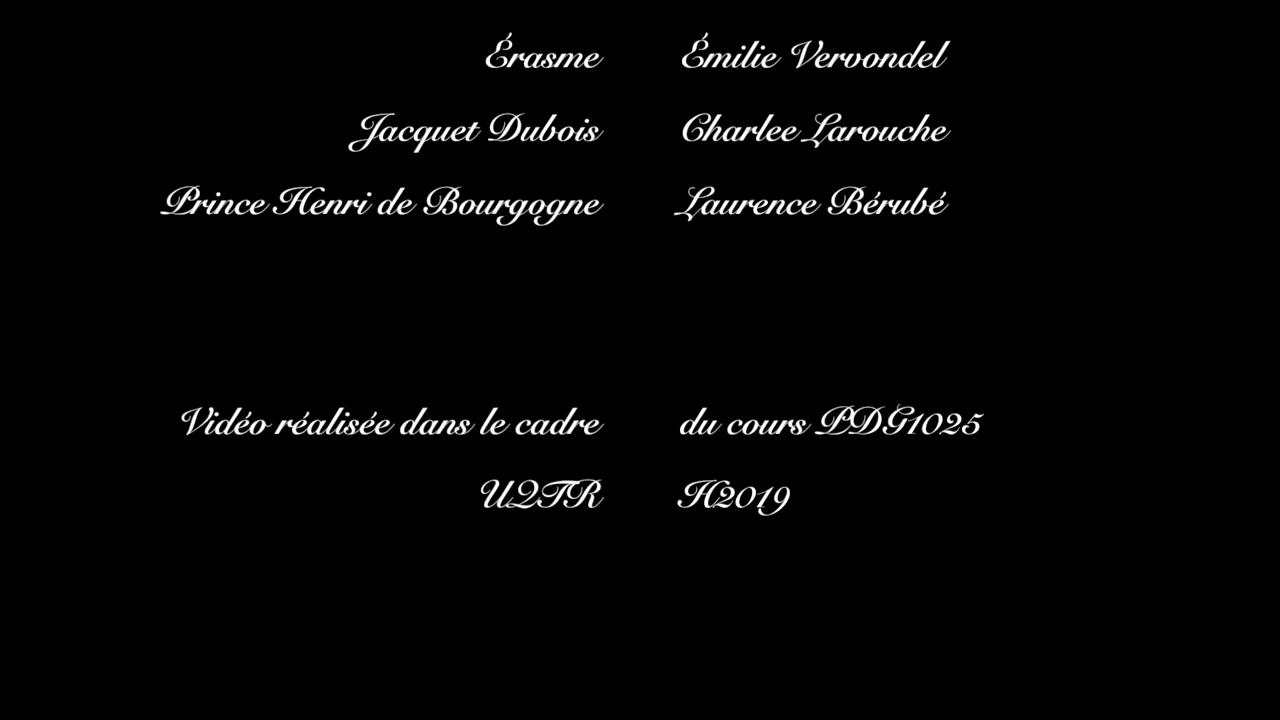 Érasme Émilie Vervondel
Jacquet Dubois Charlee Larouche
Prince Henri de Bourgogne Laurence Bérubé
Vidéo réalisée dans le cadre du cours PDG1025
UQTR H2019